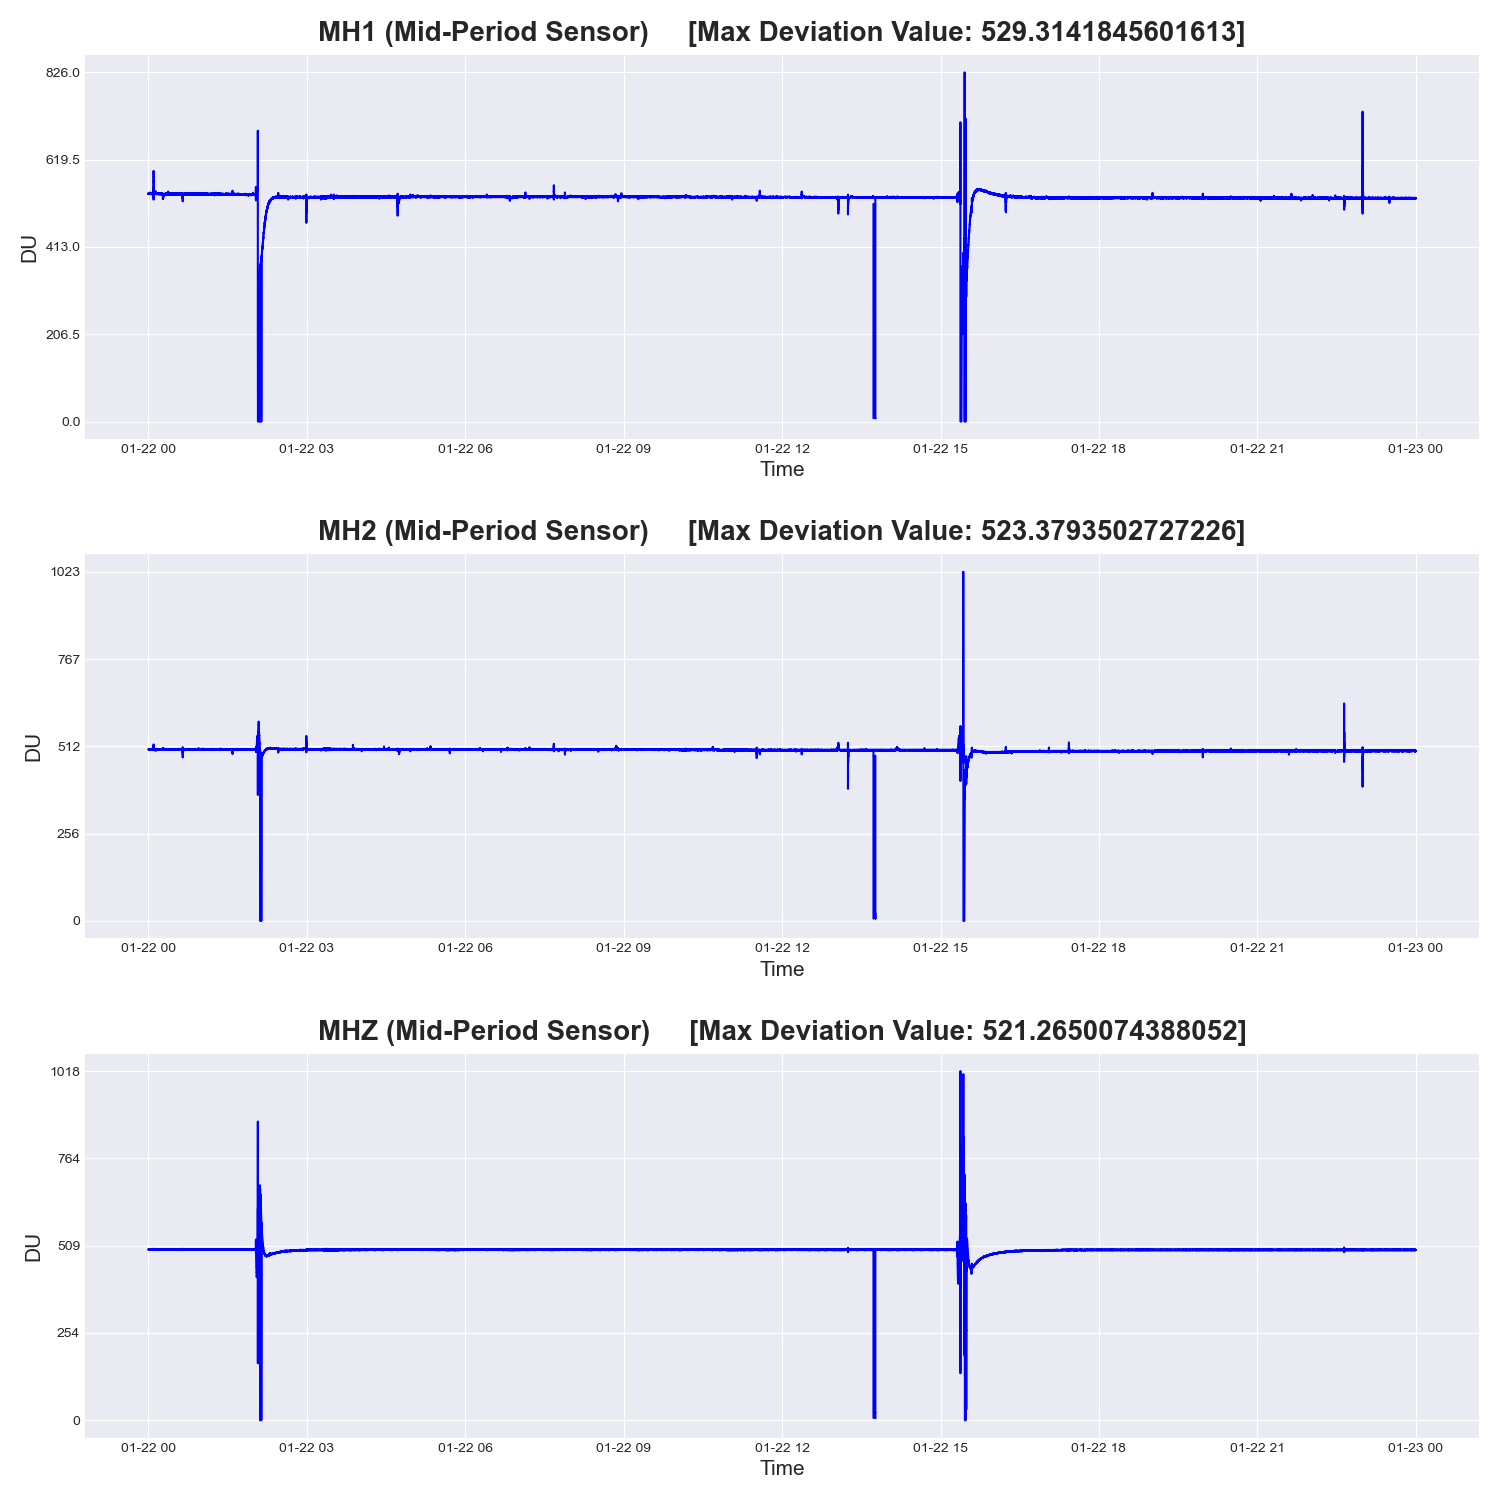 MH1 (Mid-Period Sensor) [Max Deviation Value: 529.3141845601613]
826.0
619.5
413.0
206.5
0.0
DU
01-22 00 01-22 03 01-22 06 01-22 09 01-22 12 01-22 15 01-22 18 01-22 21 01-23 00
Time
MH2 (Mid-Period Sensor) [Max Deviation Value: 523.3793502727226]
1023
767
512
256
0
DU
01-22 00 01-22 03 01-22 06 01-22 09 01-22 12 01-22 15 01-22 18 01-22 21 01-23 00
Time
MHZ (Mid-Period Sensor) [Max Deviation Value: 521.2650074388052]
1018
764
509
254
0
DU
01-22 00 01-22 03 01-22 06 01-22 09 01-22 12 01-22 15 01-22 18 01-22 21 01-23 00
Time